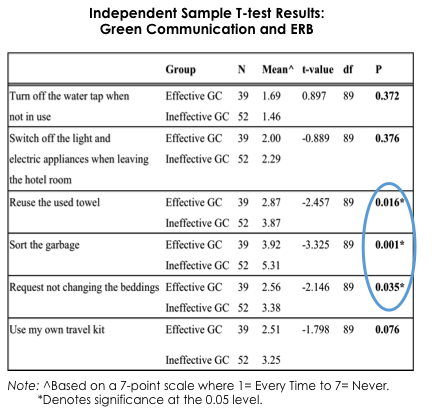 Independent Sample T-test Results:
Green Communication and ERB
Group N Mean^ t-value df P
Turn off the water tap when Effective GC 39 1.69 0.897 89 0.372
not in use Ineffective GC 52 1.46
Switch off the light and Effective GC 39 2.00 -0.889 89 0.376
electric appliances when leaving Ineffective GC 52 2.29
the hotel room
Reuse the used towel Effective GC 39 2.87 -2.457 89 0.016*
Ineffective GC 52 3.87
Sort the garbage Effective GC 39 3.92 -3.325 89 0.001*
Ineffective GC 52 5.31
Request not changing the beddings Effective GC 39 2.56 -2.146 89 0.035*
Ineffective GC 52 3.38
Use my own travel kit Effective GC 39 2.51 -1.798 89 0.076
Ineffective GC 52 3.25
Note: ^Based on a 7-point scale where 1= Every Time to 7= Never.
*Denotes significance at the 0.05 level.